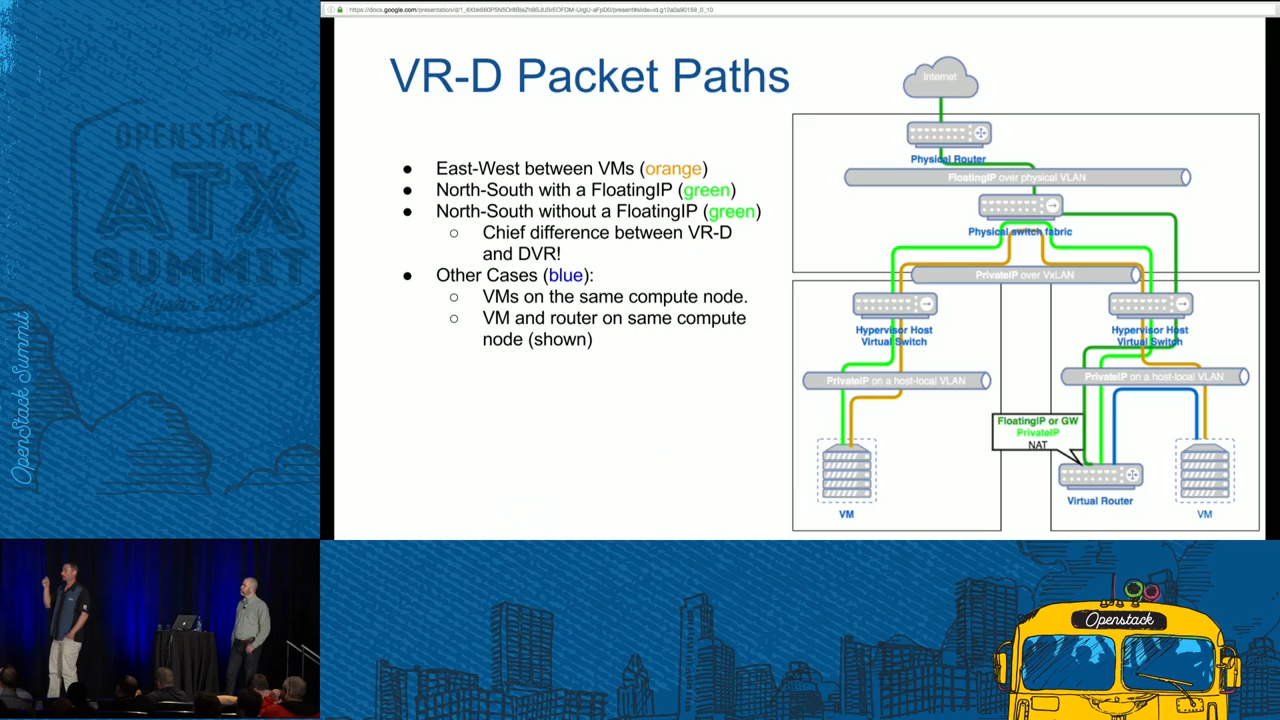 VR-D Packet Paths
● East-West between VMs (orange)
● North-South with a FloatingIP (green)
● North-South without a FloatingIP (green)
○ Chief difference between VR-D
and DVR!
● Other Cases (blue):
○ VMs on the same compute node.
○ VM and router on same compute
node (shown)
Internet
Physical Router
FloatingIP over physical VLAN
Physical switch fabric
PrivateIP over VxLAN
Hypervisor Host
Virtual Switch
Hypervisor Host
Virtual Switch
PrivateIP on a host-local VLAN
PrivateIP on a host-local VLAN
FloatingIP or GW
PrivateIP
NAT
Virtual Router
VM
VM
OPENSTACK
ATX
SUMMIT
OpenStack Summit
Openstack